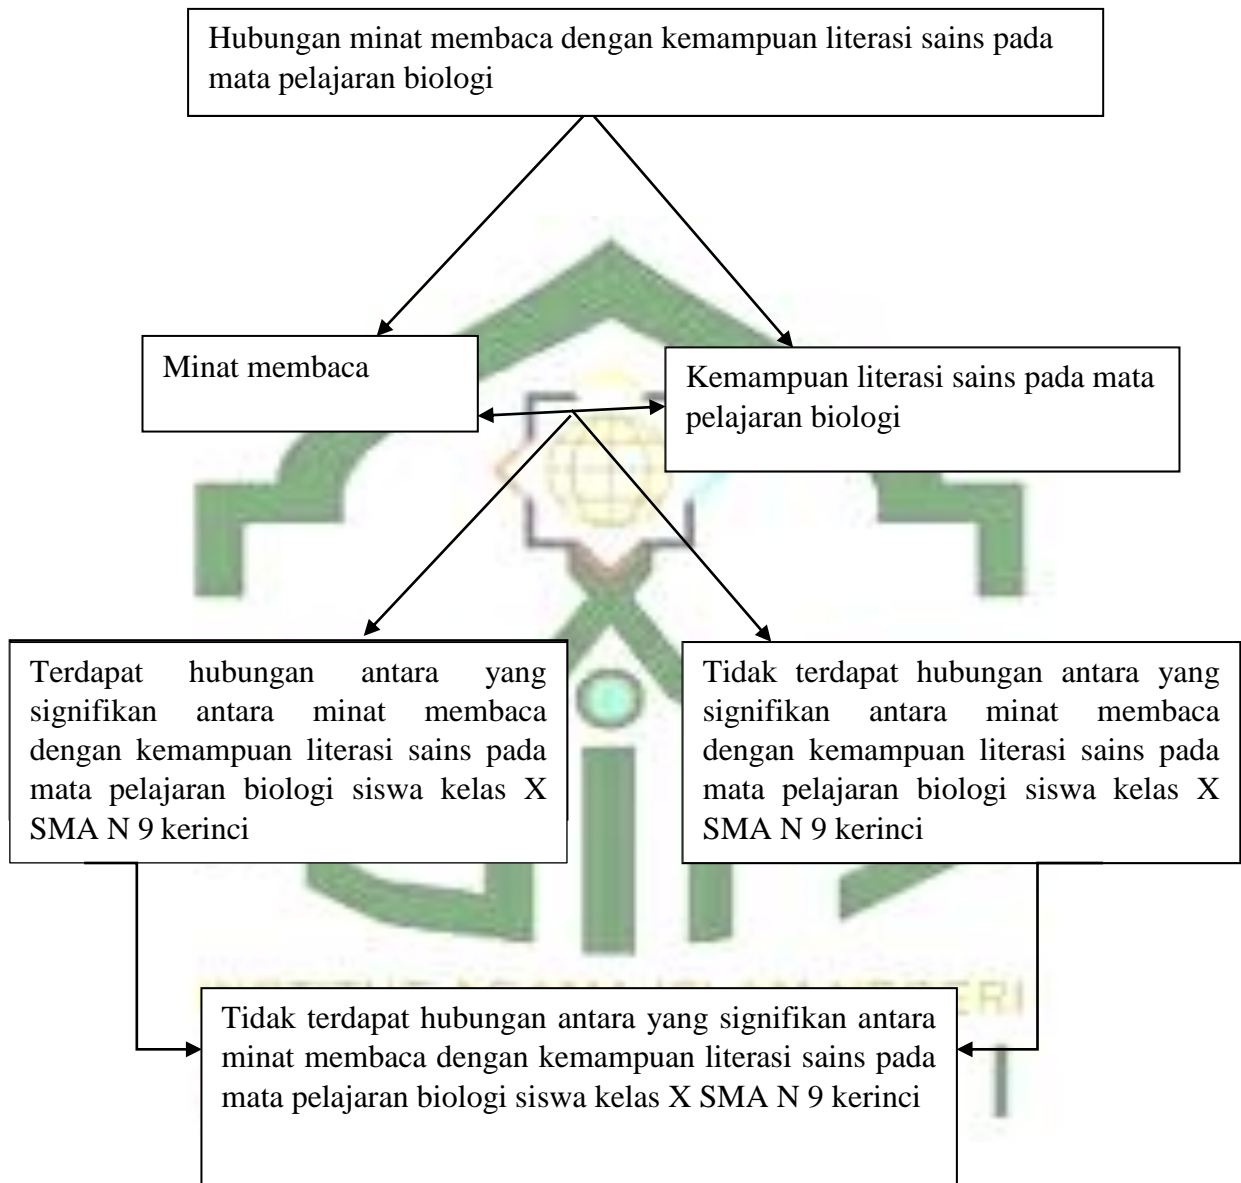 Hubungan minat membaca dengan kemampuan literasi sains pada
mata pelajaran biologi
Minat membaca
Kemampuan literasi sains pada mata
pelajaran biologi
Terdapat hubungan antara yang
signifikan antara minat membaca
dengan kemampuan literasi sains pada
mata pelajaran biologi siswa kelas X
SMA N 9 kerinci
Tidak terdapat hubungan antara yang
signifikan antara minat membaca
dengan kemampuan literasi sains pada
mata pelajaran biologi siswa kelas X
SMA N 9 kerinci
Tidak terdapat hubungan antara yang signifikan antara
minat membaca dengan kemampuan literasi sains pada
mata pelajaran biologi siswa kelas X SMA N 9 kerinci